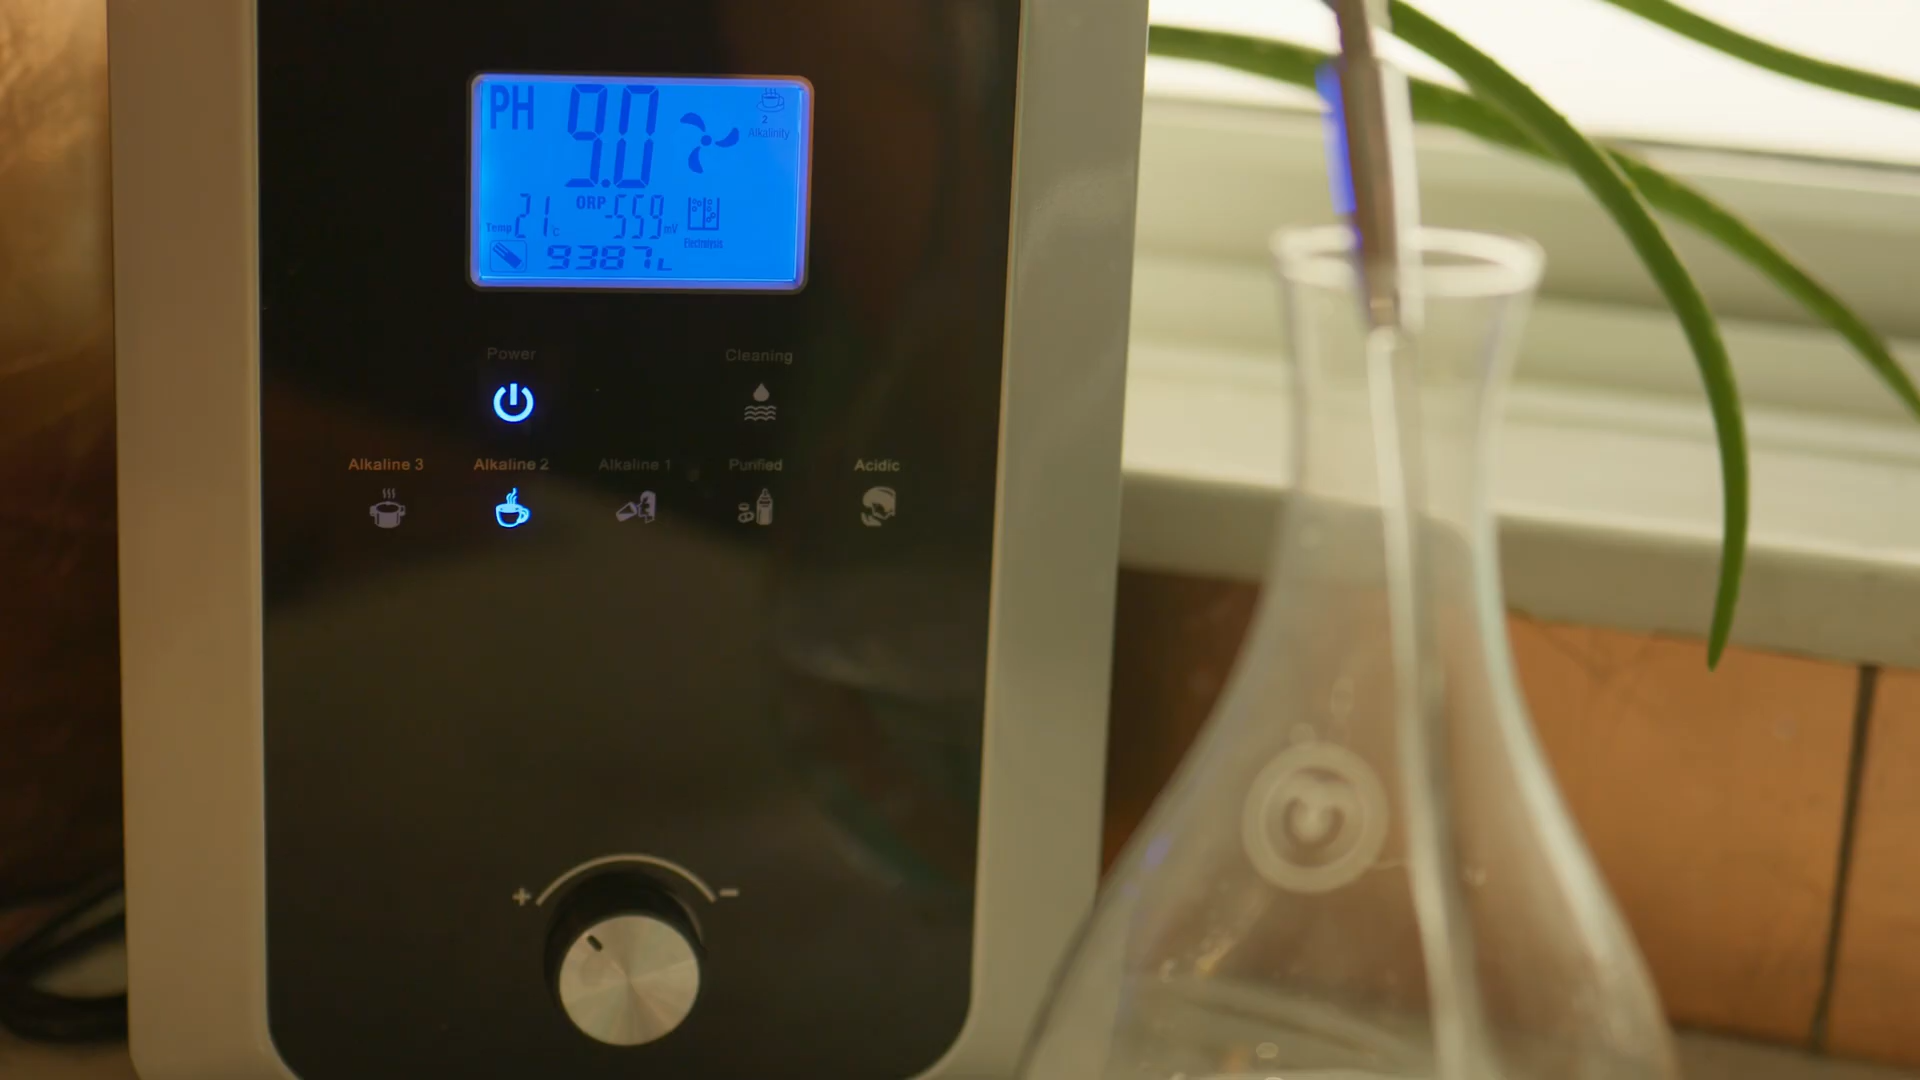 PH 9.0
2
Alkalinity
Temp 21 °C ORP -559 mV
Electrolysis
9387L
Power Cleaning
Alkaline 3 Alkaline 2 Alkaline 1 Purified Acidic
+ −